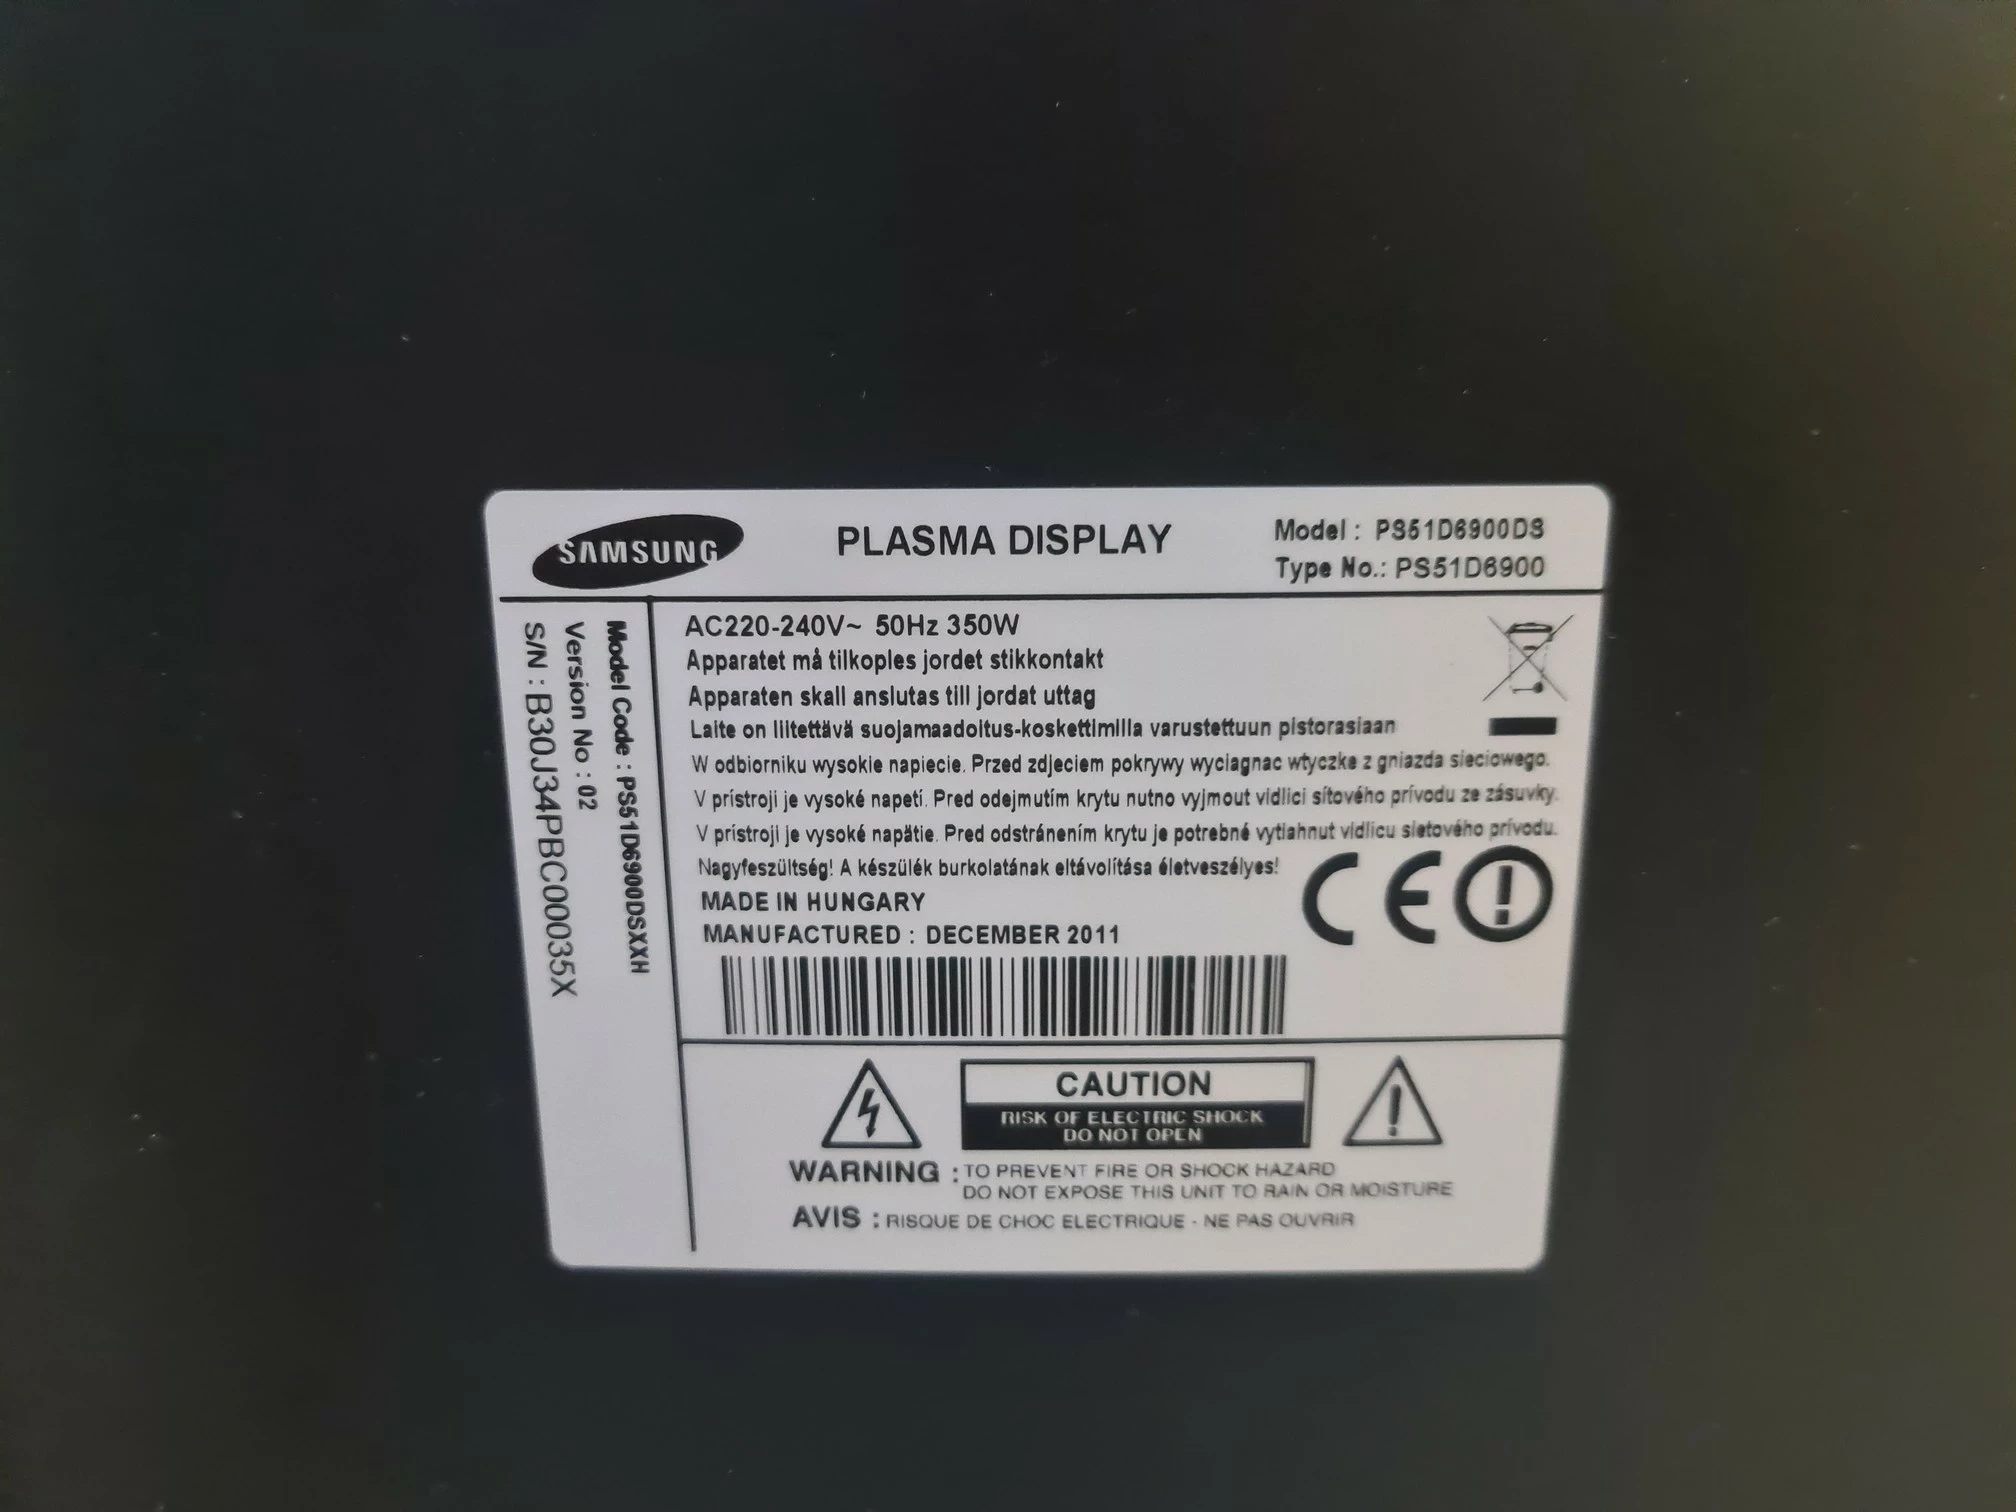 SAMSUNG
PLASMA DISPLAY
Model : PS51D6900DS
Type No.: PS51D6900
Model Code : PS51D6900DSXXH
Version No : 02
S/N : B30J34PBC00035X
AC220-240V~ 50Hz 350W
Apparatet må tilkoples jordet stikkontakt
Apparaten skall anslutas till jordat uttag
Laite on liitettävä suojamaadoitus-koskettimilla varustettuun pistorasiaan
W odbiorniku wysokie napiecie. Przed zdjeciem pokrywy wyciagnac wtyczke z gniazda sieciowego.
V prístroji je vysoké napetí. Pred odejmutím krytu nutno vyjmout vidlici sítového prívodu ze zásuvky.
V prístroji je vysoké napätie. Pred odstránením krytu je potrebné vytiahnut vidlicu sietového prívodu.
Nagyfeszültség! A készülék burkolatának eltávolítása életveszélyes!
MADE IN HUNGARY
MANUFACTURED : DECEMBER 2011
CE
CAUTION
RISK OF ELECTRIC SHOCK
DO NOT OPEN
WARNING : TO PREVENT FIRE OR SHOCK HAZARD
DO NOT EXPOSE THIS UNIT TO RAIN OR MOISTURE
AVIS : RISQUE DE CHOC ELECTRIQUE - NE PAS OUVRIR